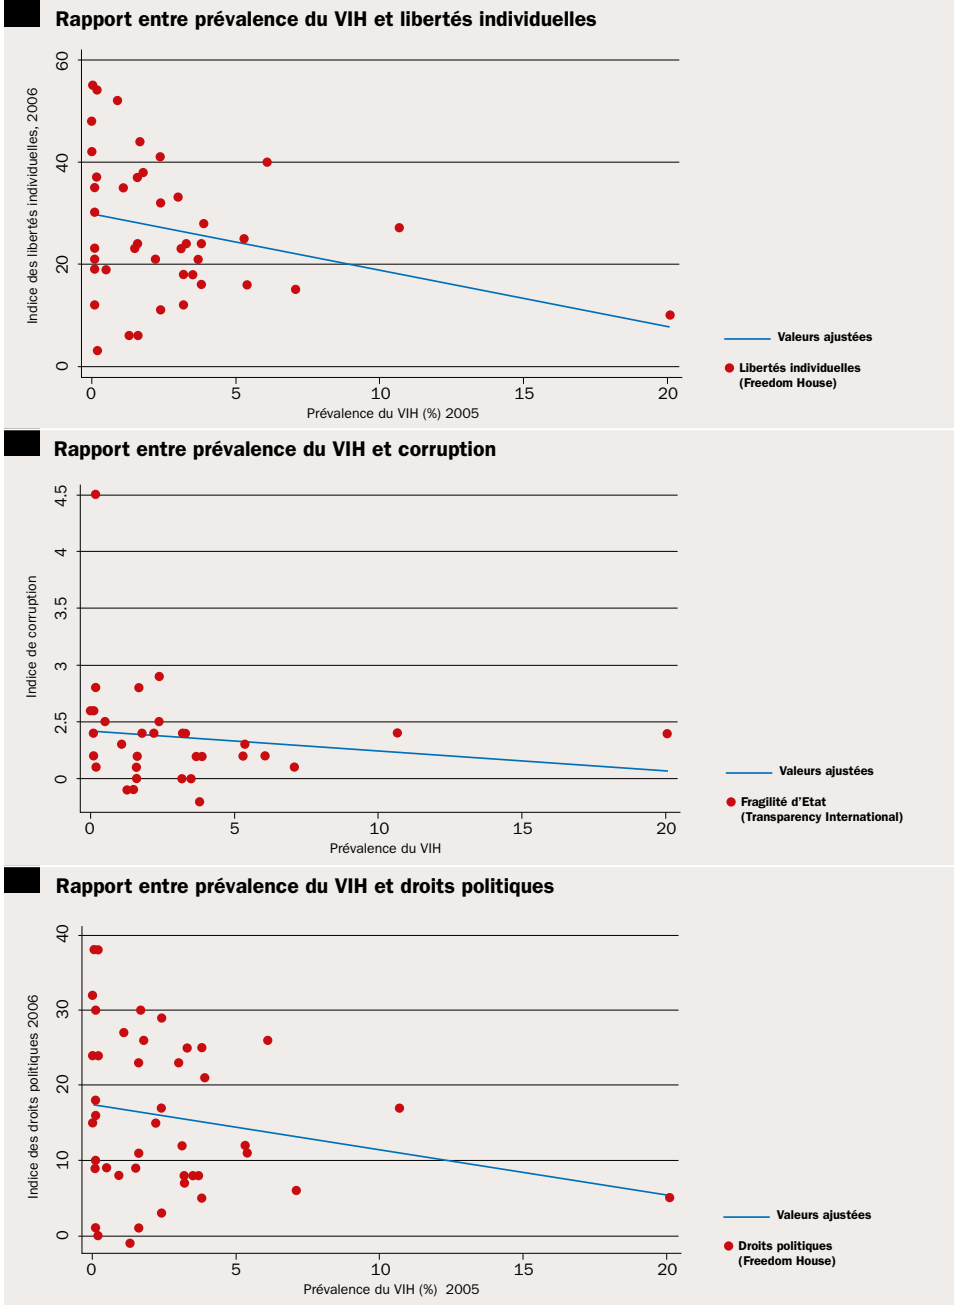 Rapport entre prévalence du VIH et libertés individuelles
Indice des libertés individuelles, 2006
60
40
20
0
0 5 10 15 20
Prévalence du VIH (%) 2005
Valeurs ajustées
Libertés individuelles
(Freedom House)
Rapport entre prévalence du VIH et corruption
Indice de corruption
4.5
4
3.5
3
2.5
0
0 5 10 15 20
Prévalence du VIH
Valeurs ajustées
Fragilité d'Etat
(Transparency International)
Rapport entre prévalence du VIH et droits politiques
Indice des droits politiques 2006
40
30
20
10
0
0 5 10 15 20
Prévalence du VIH (%) 2005
Valeurs ajustées
Droits politiques
(Freedom House)